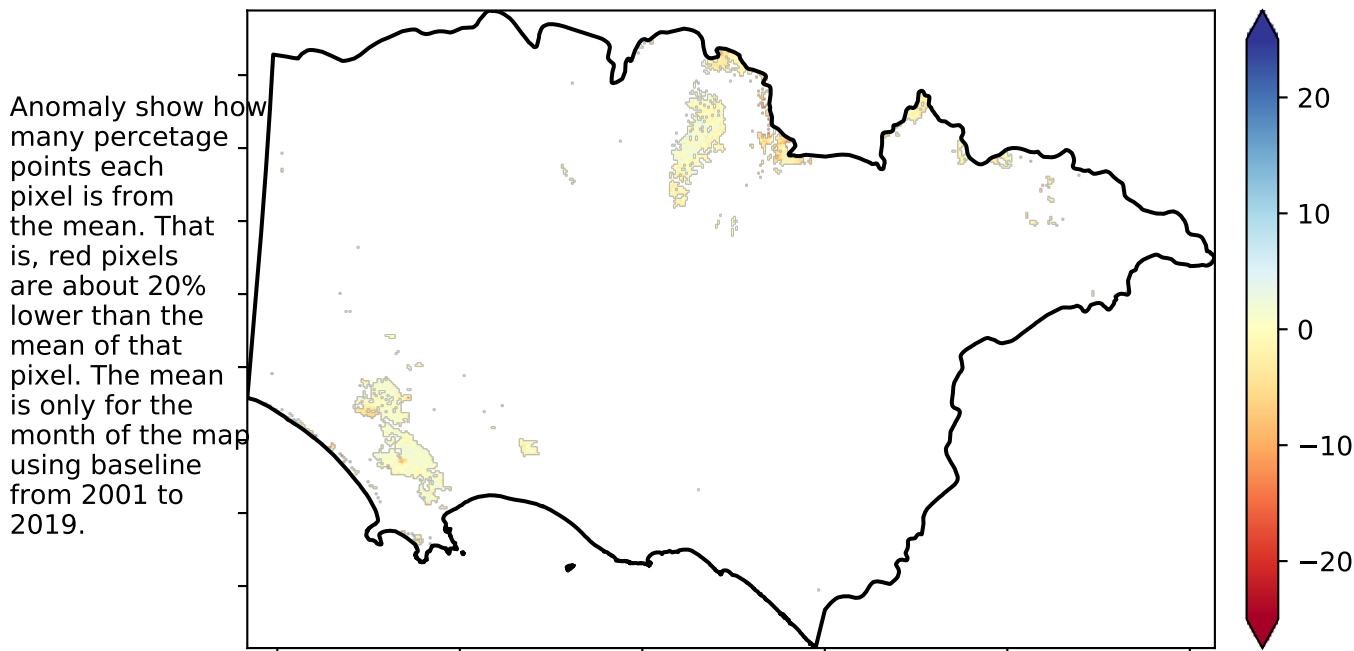 Anomaly show how
many percetage
points each
pixel is from
the mean. That
is, red pixels
are about 20%
lower than the
mean of that
pixel. The mean
is only for the
month of the map
using baseline
from 2001 to
2019.
20
10
0
−10
−20